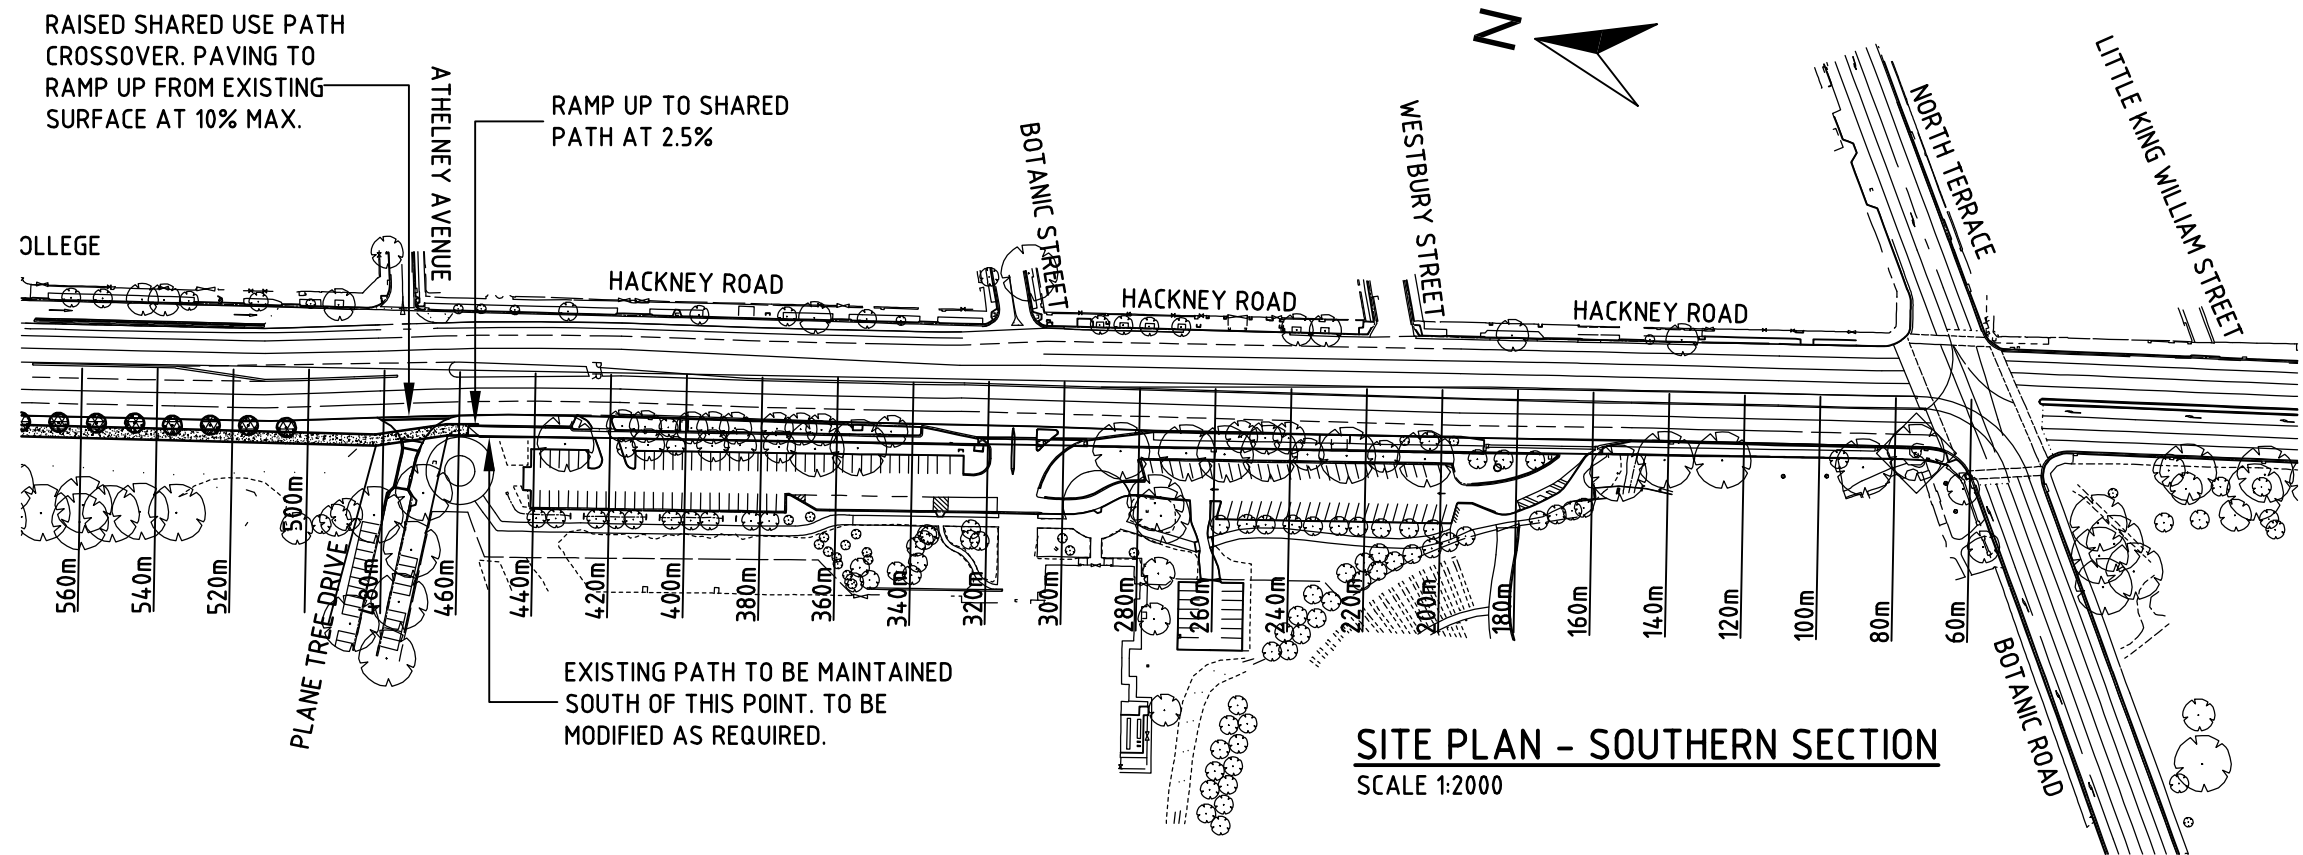 RAISED SHARED USE PATH
CROSSOVER. PAVING TO
RAMP UP FROM EXISTING
SURFACE AT 10% MAX.
ATHELNEY AVENUE
RAMP UP TO SHARED
PATH AT 2.5%
BOTANIC STREET
WESTBURY STREET
N
NORTH TERRACE
LITTLE KING WILLIAM STREET
OLLEGE
HACKNEY ROAD
HACKNEY ROAD
HACKNEY ROAD
560m
540m
520m
500m
480m
460m
440m
420m
400m
380m
360m
340m
320m
300m
280m
260m
240m
220m
200m
180m
160m
140m
120m
100m
80m
60m
PLANE TREE DRIVE
BOTANIC ROAD
EXISTING PATH TO BE MAINTAINED
SOUTH OF THIS POINT. TO BE
MODIFIED AS REQUIRED.
SITE PLAN - SOUTHERN SECTION
SCALE 1:2000